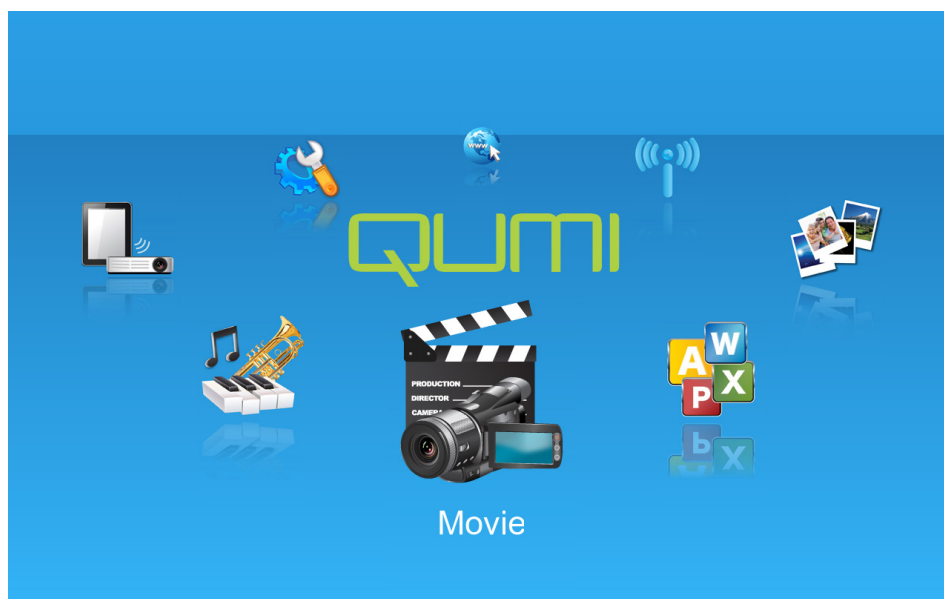 www
QUMI
PRODUCTION
DIRECTOR
CAMERA
W
A
X
P
Movie